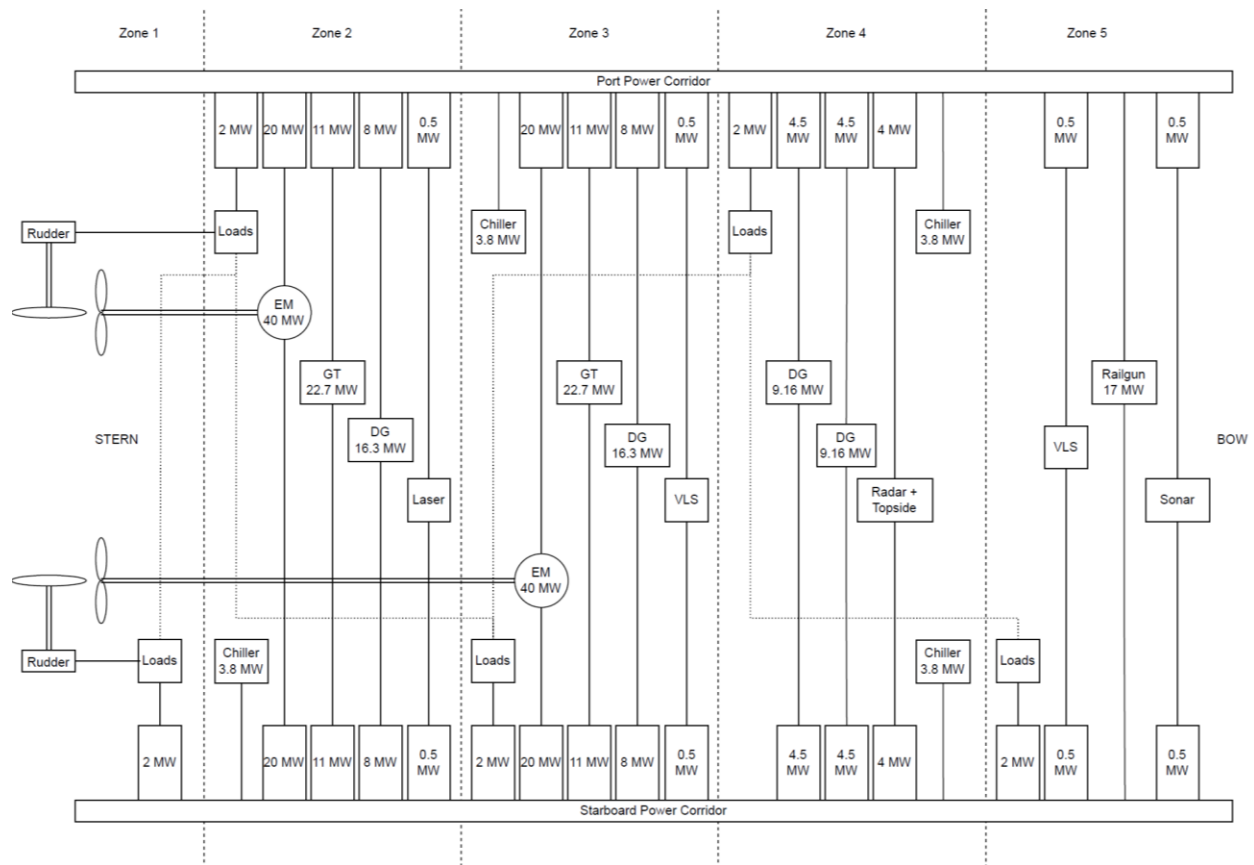 Zone 1
Zone 2
Zone 3
Zone 4
Zone 5
Port Power Corridor
2 MW
20 MW
11 MW
8 MW
0.5
MW
20 MW
11 MW
8 MW
0.5
MW
2 MW
4.5
MW
4.5
MW
4 MW
0.5
MW
0.5
MW
Rudder
Loads
Chiller
3.8 MW
Loads
Chiller
3.8 MW
EM
40 MW
GT
22.7 MW
GT
22.7 MW
DG
9.16 MW
Railgun
17 MW
STERN
DG
16.3 MW
DG
16.3 MW
DG
9.16 MW
VLS
BOW
Laser
VLS
Radar +
Topside
Sonar
EM
40 MW
Rudder
Loads
Chiller
3.8 MW
Loads
Chiller
3.8 MW
Loads
2 MW
20 MW
11 MW
8 MW
0.5
MW
2 MW
20 MW
11 MW
8 MW
0.5
MW
4.5
MW
4.5
MW
4 MW
2 MW
0.5
MW
0.5
MW
Starboard Power Corridor